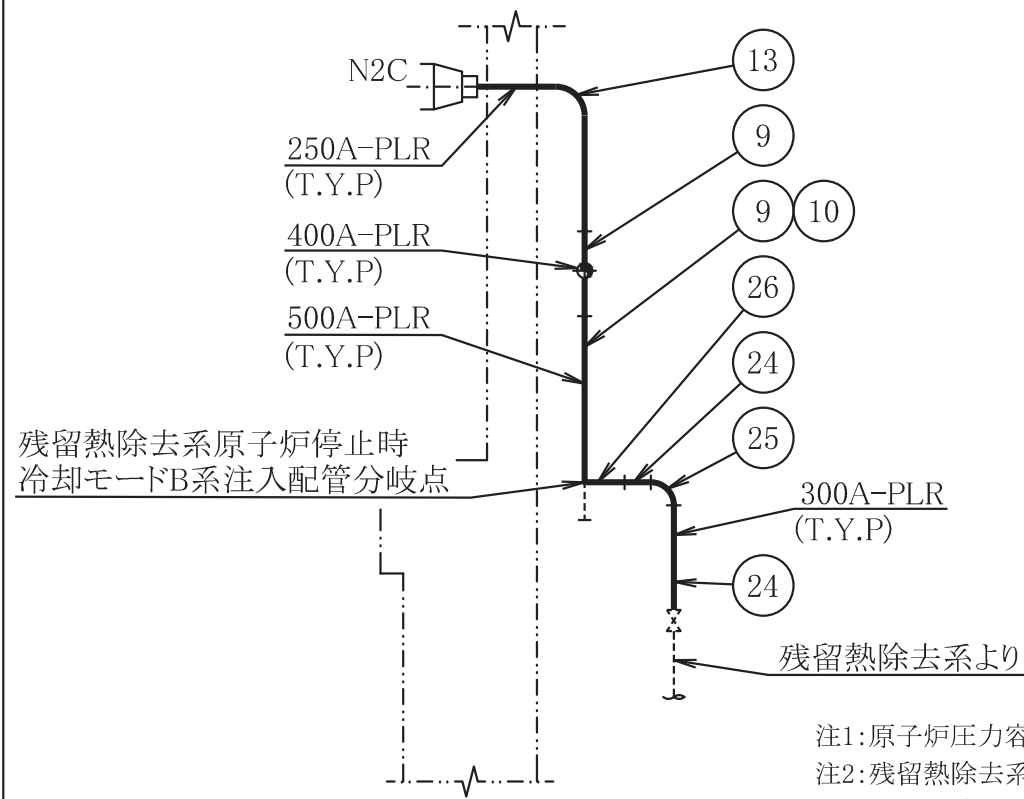 N2C
13
250A-PLR
(T.Y.P)
9
9 10
400A-PLR
(T.Y.P)
26
500A-PLR
(T.Y.P)
24
25
残留熱除去系原子炉停止時
冷却モードB系注入配管分岐点
300A-PLR
(T.Y.P)
24
残留熱除去系より
注1:原子炉圧力容
注2:残留熱除去系